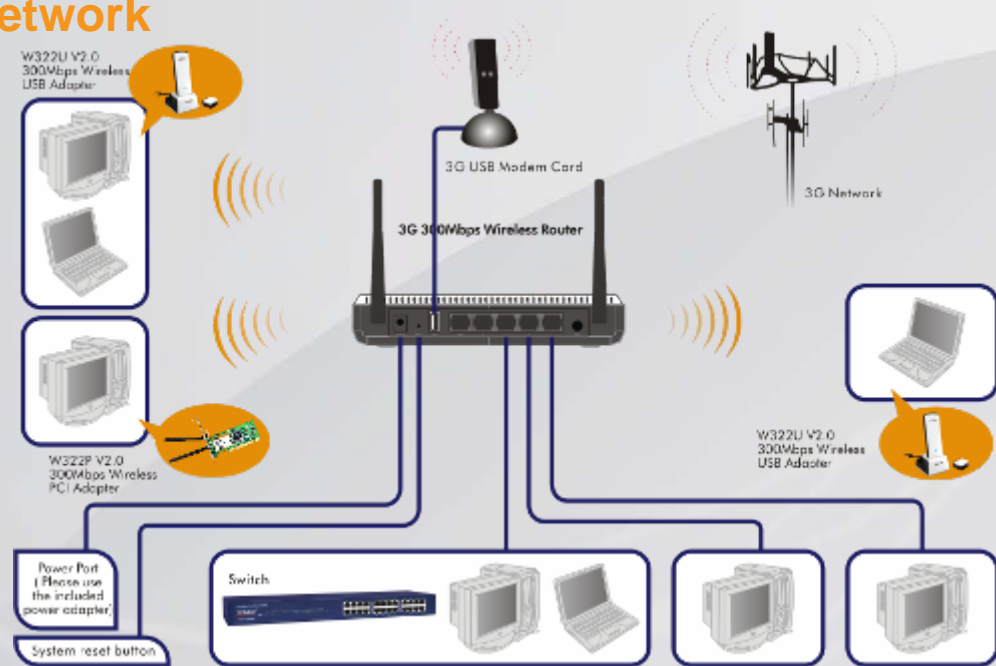 etwork
W322U V2.0
300Mbps Wireless
USB Adapter
3G USB Modem Card
3G Network
3G 300Mbps Wireless Router
W322P V2.0
300Mbps Wireless
PCI Adapter
W322U V2.0
300Mbps Wireless
USB Adapter
Power Port
( Please use
the included
power adapter)
System reset button
Switch